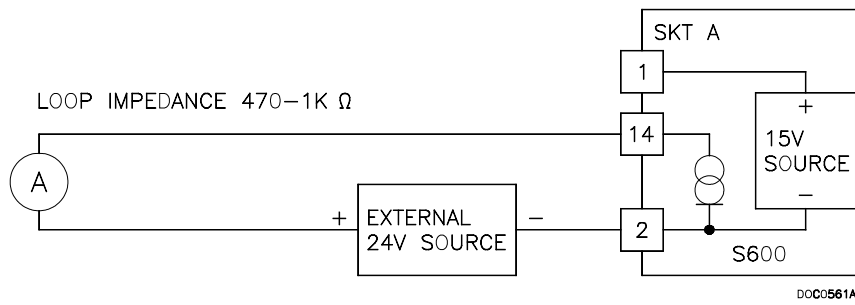 SKT A
1
LOOP IMPEDANCE 470-1K Ω
+
14
15V
SOURCE
A
-
+
EXTERNAL
24V SOURCE
-
2
S600
DOC0561A